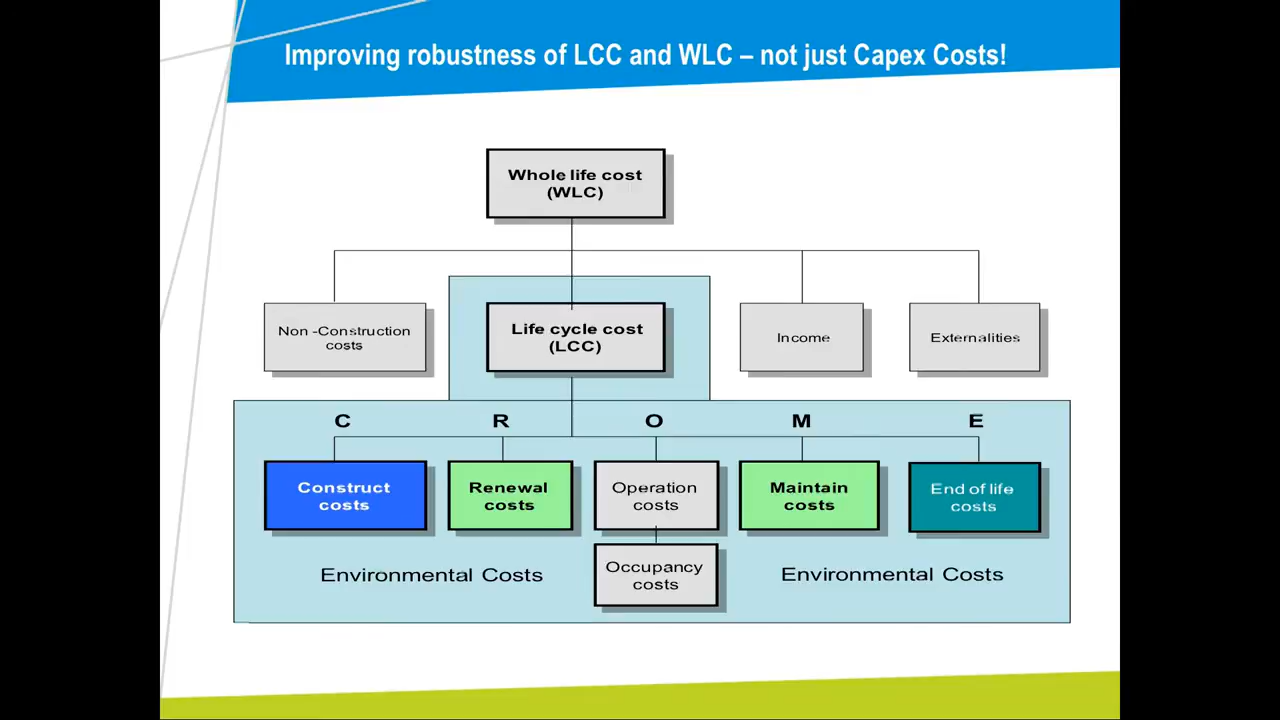 Improving robustness of LCC and WLC – not just Capex Costs!
Whole life cost
(WLC)
Non -Construction
costs
Life cycle cost
(LCC)
Income
Externalities
C R O M E
Construct
costs
Renewal
costs
Operation
costs
Maintain
costs
End of life
costs
Occupancy
costs
Environmental Costs
Environmental Costs